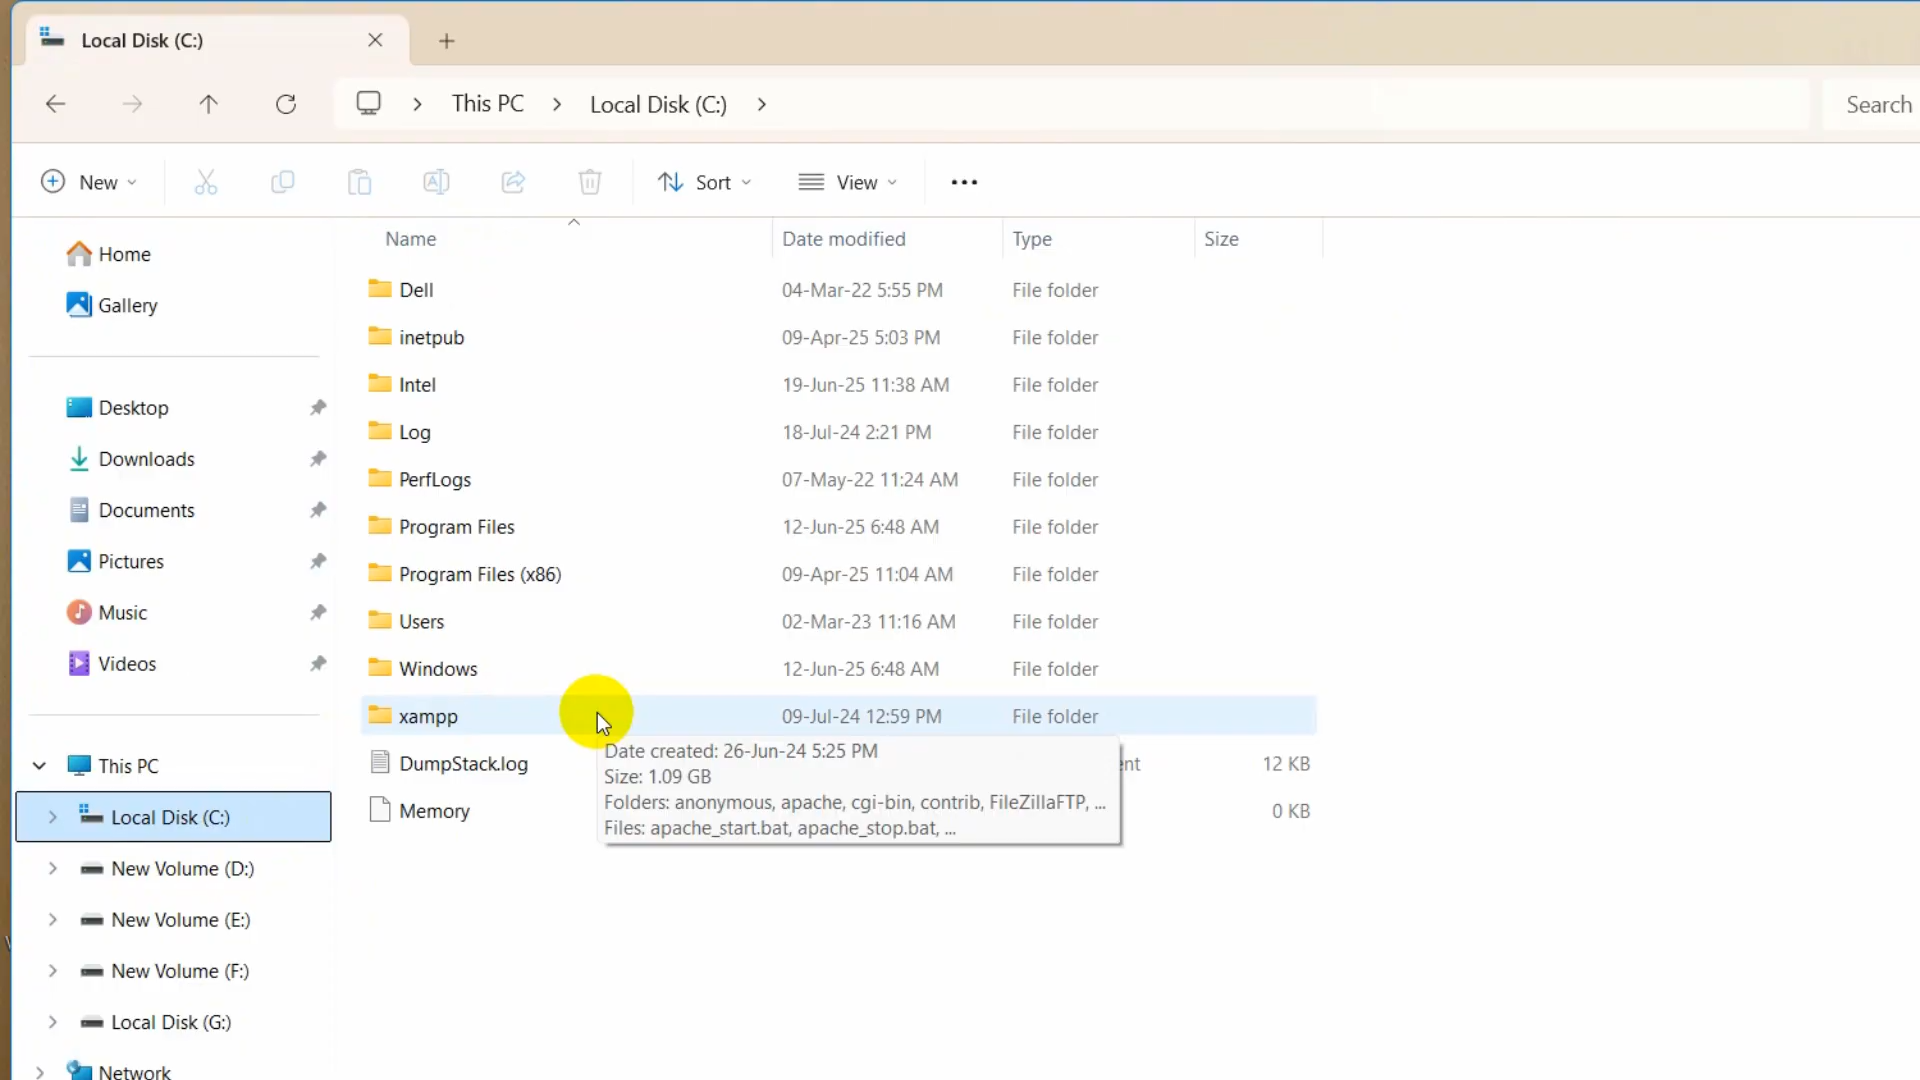 Local Disk (C:)
This PC
Local Disk (C:)
Search
New
Sort
View
Name
Date modified
Type
Size
Home
Gallery
Desktop
Downloads
Documents
Pictures
Music
Videos
This PC
Local Disk (C:)
New Volume (D:)
New Volume (E:)
New Volume (F:)
Local Disk (G:)
Network
Dell 04-Mar-22 5:55 PM File folder
inetpub 09-Apr-25 5:03 PM File folder
Intel 19-Jun-25 11:38 AM File folder
Log 18-Jul-24 2:21 PM File folder
PerfLogs 07-May-22 11:24 AM File folder
Program Files 12-Jun-25 6:48 AM File folder
Program Files (x86) 09-Apr-25 11:04 AM File folder
Users 02-Mar-23 11:16 AM File folder
Windows 12-Jun-25 6:48 AM File folder
xampp 09-Jul-24 12:59 PM File folder
DumpStack.log 12 KB
Memory 0 KB
Date created: 26-Jun-24 5:25 PM
Size: 1.09 GB
Folders: anonymous, apache, cgi-bin, contrib, FileZillaFTP, ...
Files: apache_start.bat, apache_stop.bat, ...